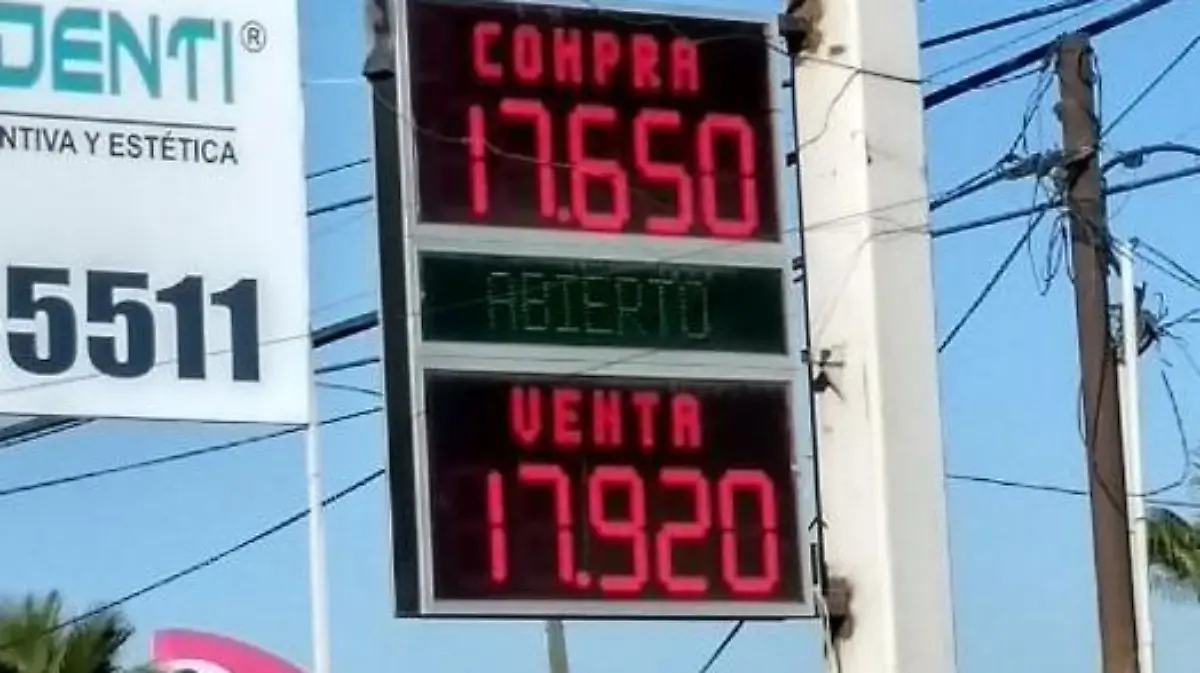 DENTI®
NTIVA Y ESTÉTICA
5511
COMPRA
17.650
ABIERTO
VENTA
17.920